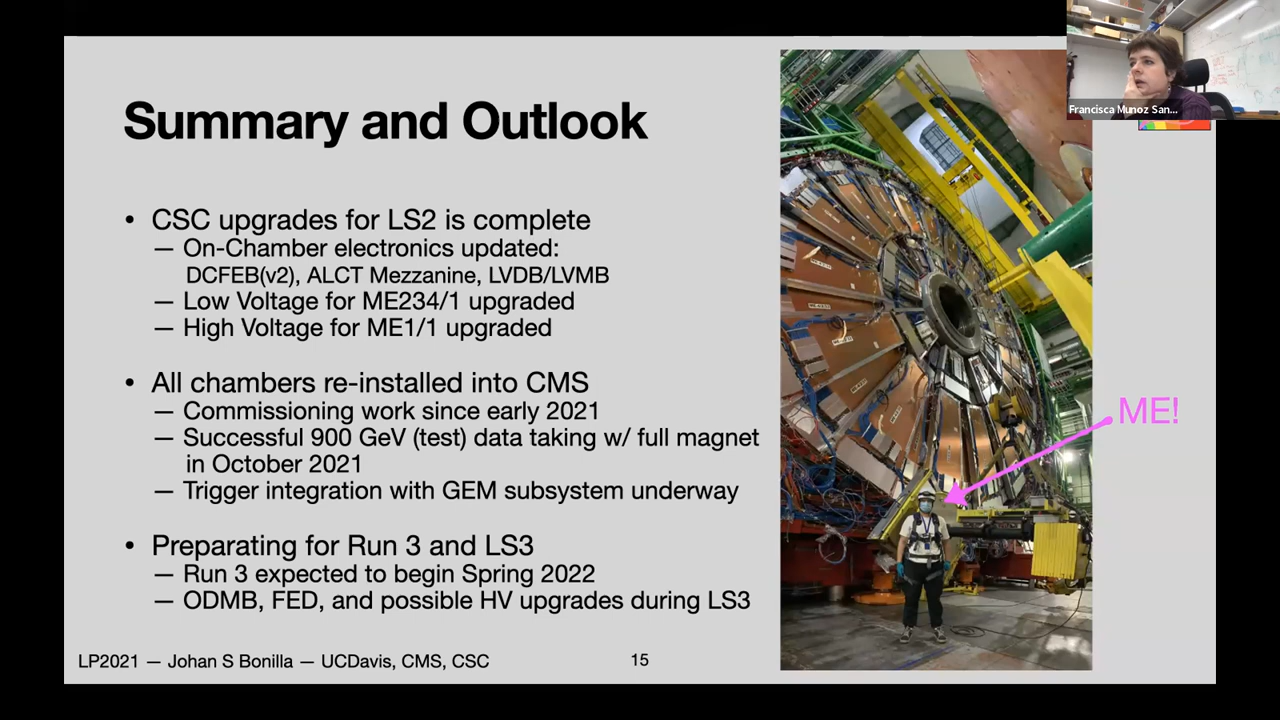 Summary and Outlook
Francisca Munoz San...
• CSC upgrades for LS2 is complete
— On-Chamber electronics updated:
DCFEB(v2), ALCT Mezzanine, LVDB/LVMB
— Low Voltage for ME234/1 upgraded
— High Voltage for ME1/1 upgraded
• All chambers re-installed into CMS
— Commissioning work since early 2021
— Successful 900 GeV (test) data taking w/ full magnet
in October 2021
— Trigger integration with GEM subsystem underway
• Preparating for Run 3 and LS3
— Run 3 expected to begin Spring 2022
— ODMB, FED, and possible HV upgrades during LS3
ME!
LP2021 — Johan S Bonilla — UCDavis, CMS, CSC
15